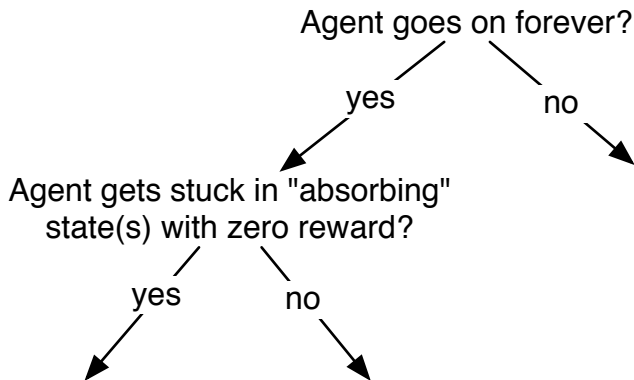 Agent goes on forever?
yes
no
Agent gets stuck in "absorbing"
state(s) with zero reward?
yes
no